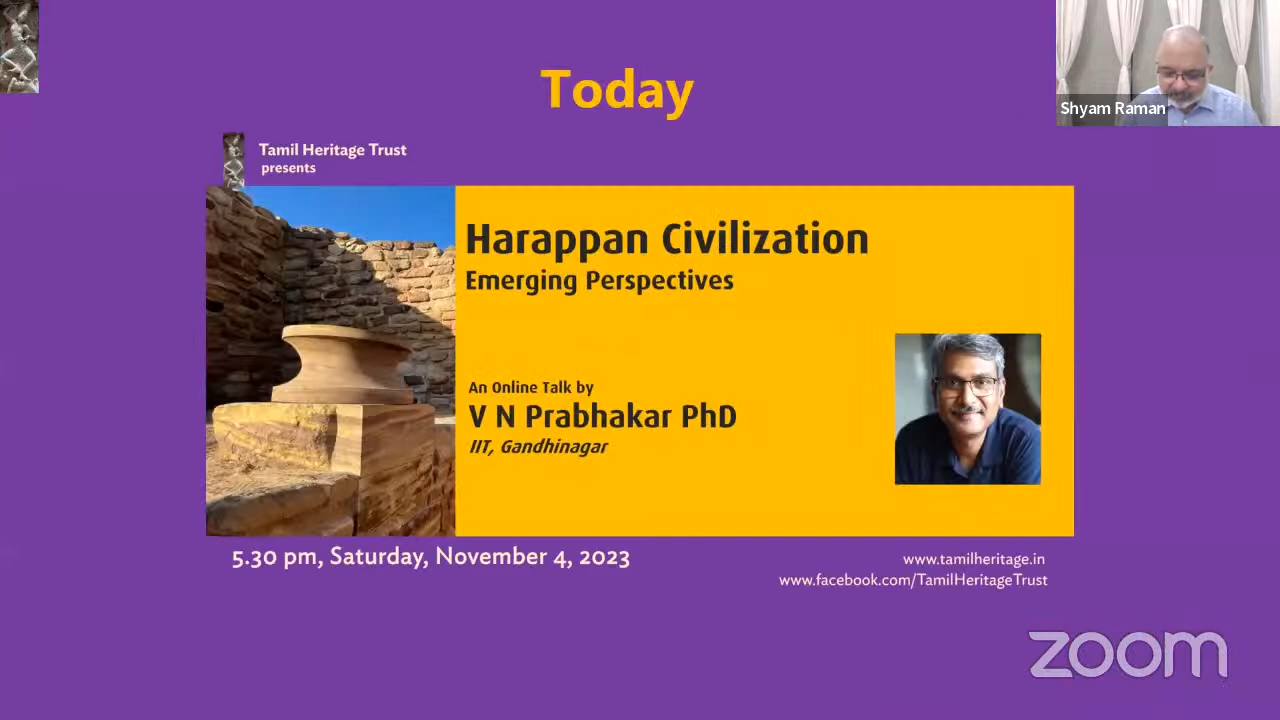 Today
Shyam Raman
Tamil Heritage Trust
presents
Harappan Civilization
Emerging Perspectives
An Online Talk by
V N Prabhakar PhD
IIT, Gandhinagar
5.30 pm, Saturday, November 4, 2023
www.tamilheritage.in
www.facebook.com/TamilHeritageTrust
zoom